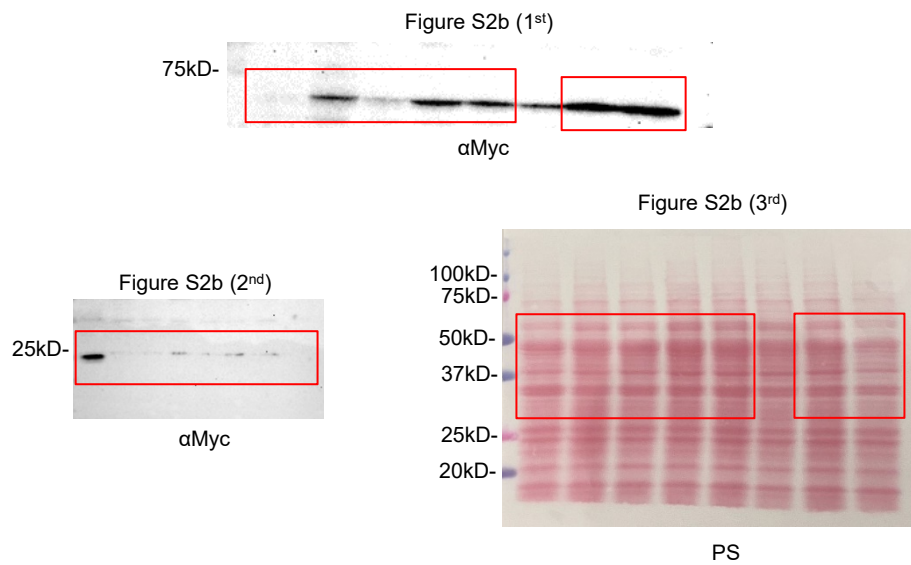 Figure S2b (1st)
75kD-
αMyc
Figure S2b (2nd)
25kD-
αMyc
Figure S2b (3rd)
100kD-
75kD-
50kD-
37kD-
25kD-
20kD-
PS